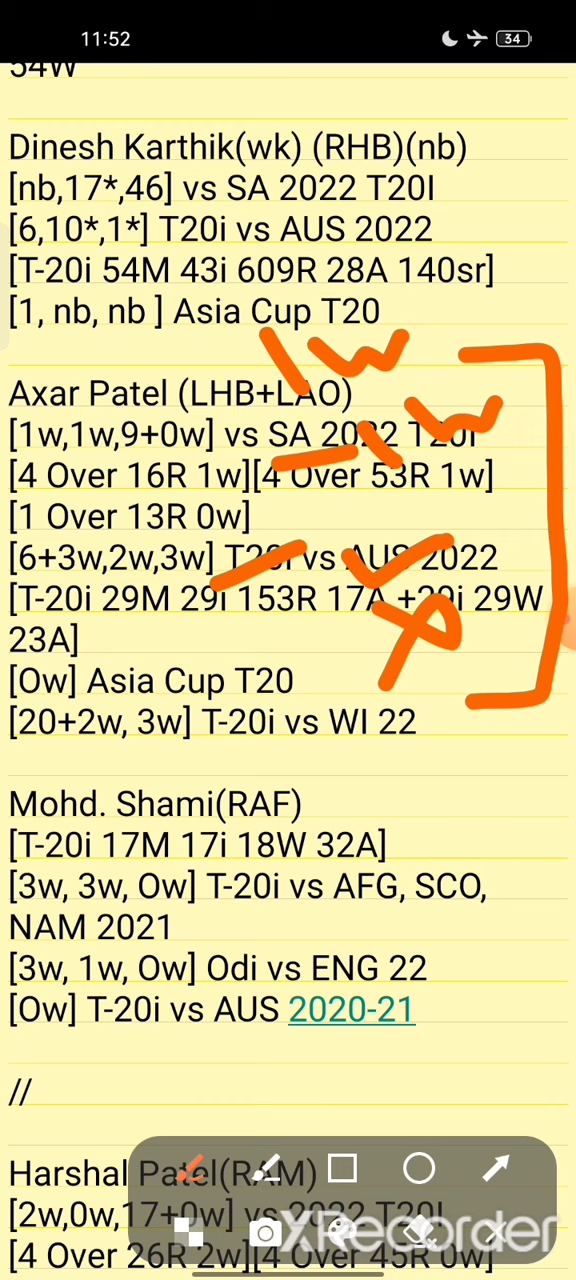 11:52
34
54W
Dinesh Karthik(wk) (RHB)(nb)
[nb,17*,46] vs SA 2022 T20I
[6,10*,1*] T20i vs AUS 2022
[T-20i 54M 43i 609R 28A 140sr]
[1, nb, nb ] Asia Cup T20
1w
Axar Patel (LHB+LAO)
[1w,1w,9+0w] vs SA 2022 T20I
[4 Over 16R 1w][4 Over 53R 1w]
[1 Over 13R 0w]
[6+3w,2w,3w] T20i vs AUS 2022
[T-20i 29M 29i 153R 17A +29i 29W
23A]
[Ow] Asia Cup T20
[20+2w, 3w] T-20i vs WI 22
Mohd. Shami(RAF)
[T-20i 17M 17i 18W 32A]
[3w, 3w, Ow] T-20i vs AFG, SCO,
NAM 2021
[3w, 1w, Ow] Odi vs ENG 22
[Ow] T-20i vs AUS 2020-21
//
Harshal Patel(RAM)
[2w,0w,17+0w] vs 2022 T20I
[4 Over 26R 2w][4 Over 45R 0w]
XRecorder